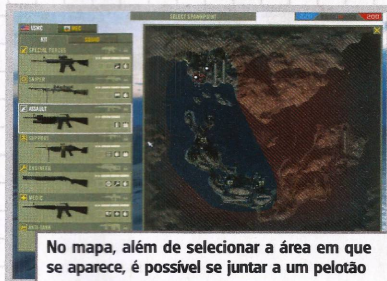 SELECT SPAWNPOINT
USMC
MEC
KIT
SQUAD
SPECIAL FORCES
SNIPER
ASSAULT
SUPPORT
ENGINEER
MEDIC
ANTI-TANK
No mapa, além de selecionar a área em que
se aparece, é possível se juntar a um pelotão